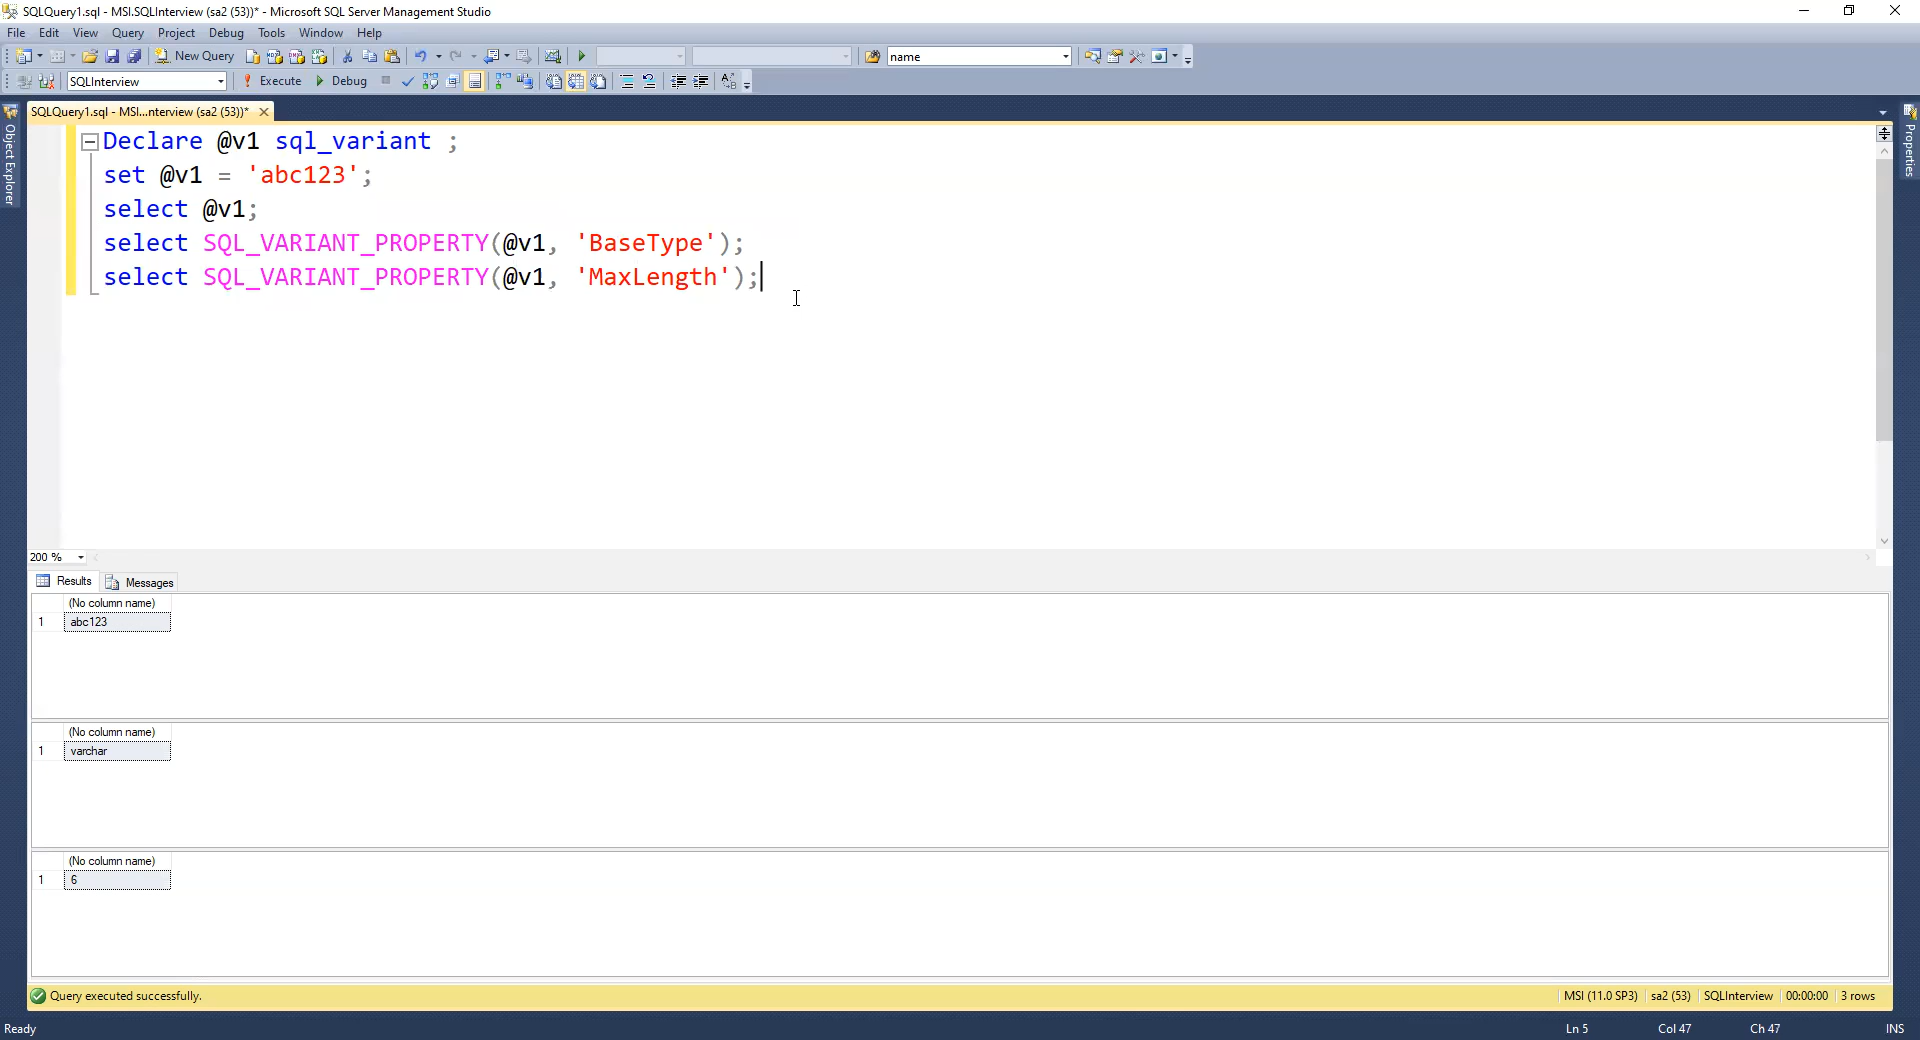 SQLQuery1.sql - MSI.SQLInterview (sa2 (53))* - Microsoft SQL Server Management Studio
File Edit View Query Project Debug Tools Window Help
New Query name
SQLInterview Execute Debug
SQLQuery1.sql - MSI...nterview (sa2 (53))*
Object Explorer
Properties
Declare @v1 sql_variant ;
set @v1 = 'abc123';
select @v1;
select SQL_VARIANT_PROPERTY(@v1, 'BaseType');
select SQL_VARIANT_PROPERTY(@v1, 'MaxLength');
200 %
Results Messages
(No column name)
1 abc123
(No column name)
1 varchar
(No column name)
1 6
Query executed successfully. MSI (11.0 SP3) sa2 (53) SQLInterview 00:00:00 3 rows
Ready Ln 5 Col 47 Ch 47 INS